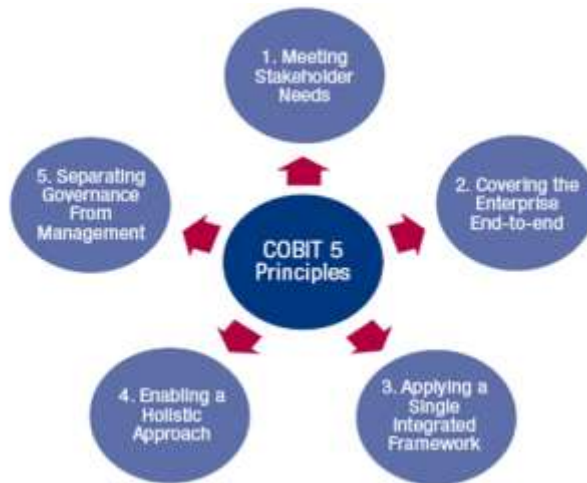 1. Meeting
Stakeholder
Needs
5. Separating
Governance
From
Management
2. Covering the
Enterprise
End-to-end
COBIT 5
Principles
4. Enabling a
Holistic
Approach
3. Applying a
Single
Integrated
Framework